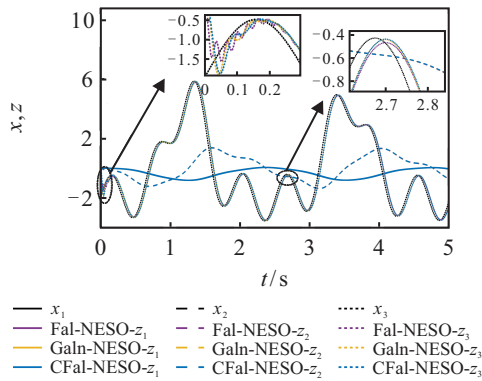 −0.5
−1.0
−1.5
0 0.1 0.2
−0.4
−0.6
−0.8
2.7 2.8
10
6
2
−2
x,z
0 1 2 3 4 5
t/s
x₁ x₂ x₃
Fal-NESO-z₁ Fal-NESO-z₂ Fal-NESO-z₃
Galn-NESO-z₁ Galn-NESO-z₂ Galn-NESO-z₃
CFal-NESO-z₁ CFal-NESO-z₂ CFal-NESO-z₃